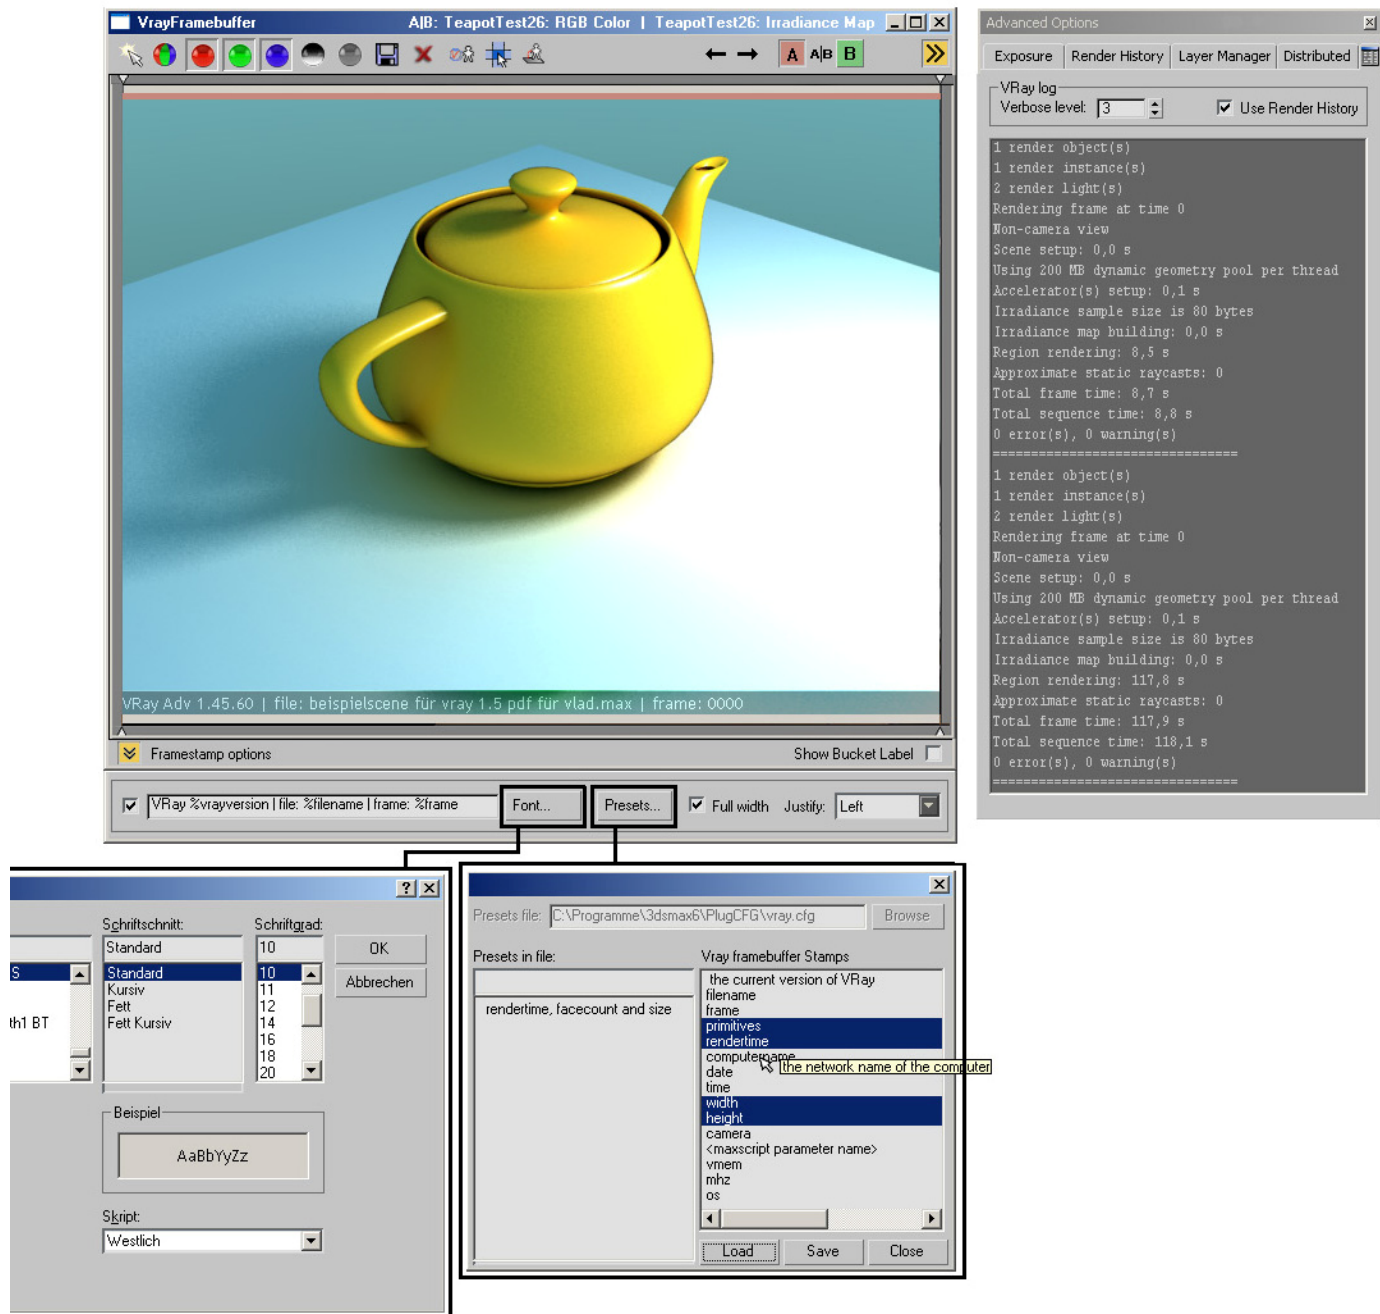 VrayFramebuffer
A|B: TeapotTest26: RGB Color | TeapotTest26: Irradiance Map
A A|B B
VRay Adv 1.45.60 | file: beispielscene für vray 1.5 pdf für vlad.max | frame: 0000
Framestamp options
Show Bucket Label
VRay %vrayversion | file: %filename | frame: %frame
Font...
Presets...
Full width
Justify:
Left
Advanced Options
Exposure
Render History
Layer Manager
Distributed
VRay log
Verbose level: 3
Use Render History
1 render object(s)
1 render instance(s)
2 render light(s)
Rendering frame at time 0
Non-camera view
Scene setup: 0,0 s
Using 200 MB dynamic geometry pool per thread
Accelerator(s) setup: 0,1 s
Irradiance sample size is 80 bytes
Irradiance map building: 0,0 s
Region rendering: 8,5 s
Approximate static raycasts: 0
Total frame time: 8,7 s
Total sequence time: 8,8 s
0 error(s), 0 warning(s)
================================
1 render object(s)
1 render instance(s)
2 render light(s)
Rendering frame at time 0
Non-camera view
Scene setup: 0,0 s
Using 200 MB dynamic geometry pool per thread
Accelerator(s) setup: 0,1 s
Irradiance sample size is 80 bytes
Irradiance map building: 0,0 s
Region rendering: 117,8 s
Approximate static raycasts: 0
Total frame time: 117,9 s
Total sequence time: 118,1 s
0 error(s), 0 warning(s)
================================
S
th1 BT
Schriftschnitt:
Standard
Standard
Kursiv
Fett
Fett Kursiv
Schriftgrad:
10
10
11
12
14
16
18
20
OK
Abbrechen
Beispiel
AaBbYyZz
Skript:
Westlich
Presets file: C:\Programme\3dsmax6\PlugCFG\vray.cfg
Browse
Presets in file:
rendertime, facecount and size
Vray framebuffer Stamps
the current version of VRay
filename
frame
primitives
rendertime
computername
the network name of the computer
date
time
width
height
camera
<maxscript parameter name>
vmem
mhz
os
Load
Save
Close